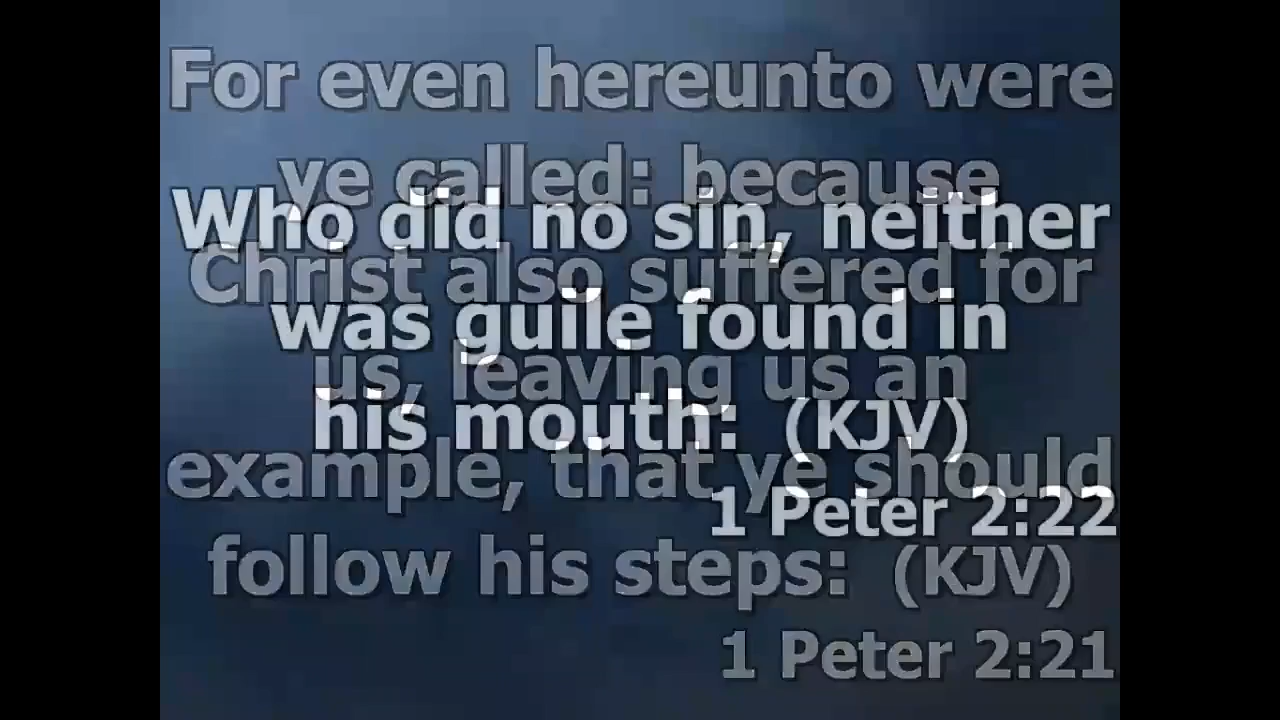 For even hereunto were
ye called: because
Christ also suffered for
us, leaving us an
example, that ye should
follow his steps: (KJV)
1 Peter 2:21
Who did no sin, neither
was guile found in
his mouth: (KJV)
1 Peter 2:22